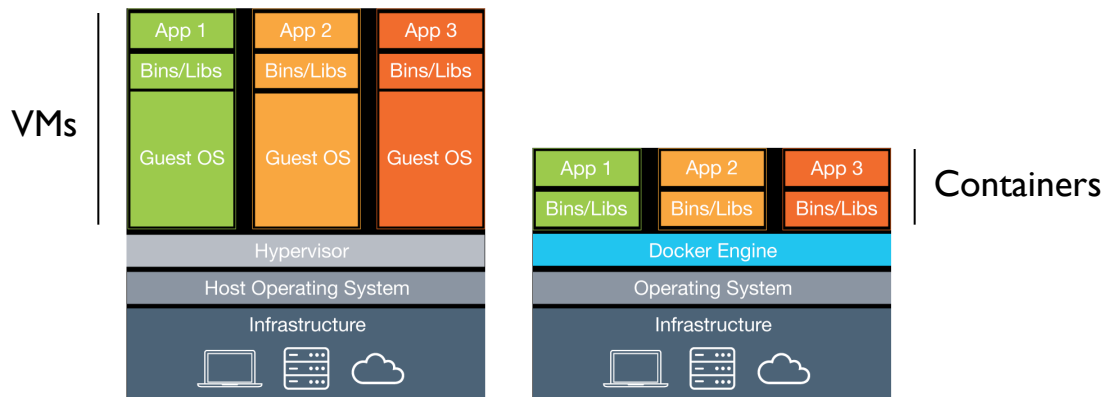 VMs
App 1
App 2
App 3
Bins/Libs
Bins/Libs
Bins/Libs
Guest OS
Guest OS
Guest OS
Hypervisor
Host Operating System
Infrastructure
App 1
App 2
App 3
Bins/Libs
Bins/Libs
Bins/Libs
Docker Engine
Operating System
Infrastructure
Containers